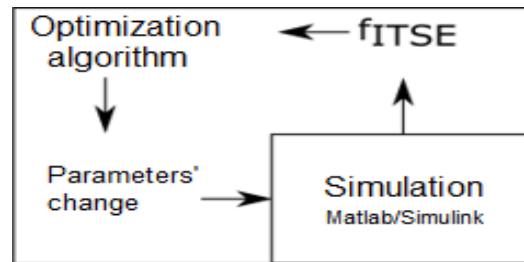 Optimization
algorithm
fITSE
Parameters'
change
Simulation
Matlab/Simulink